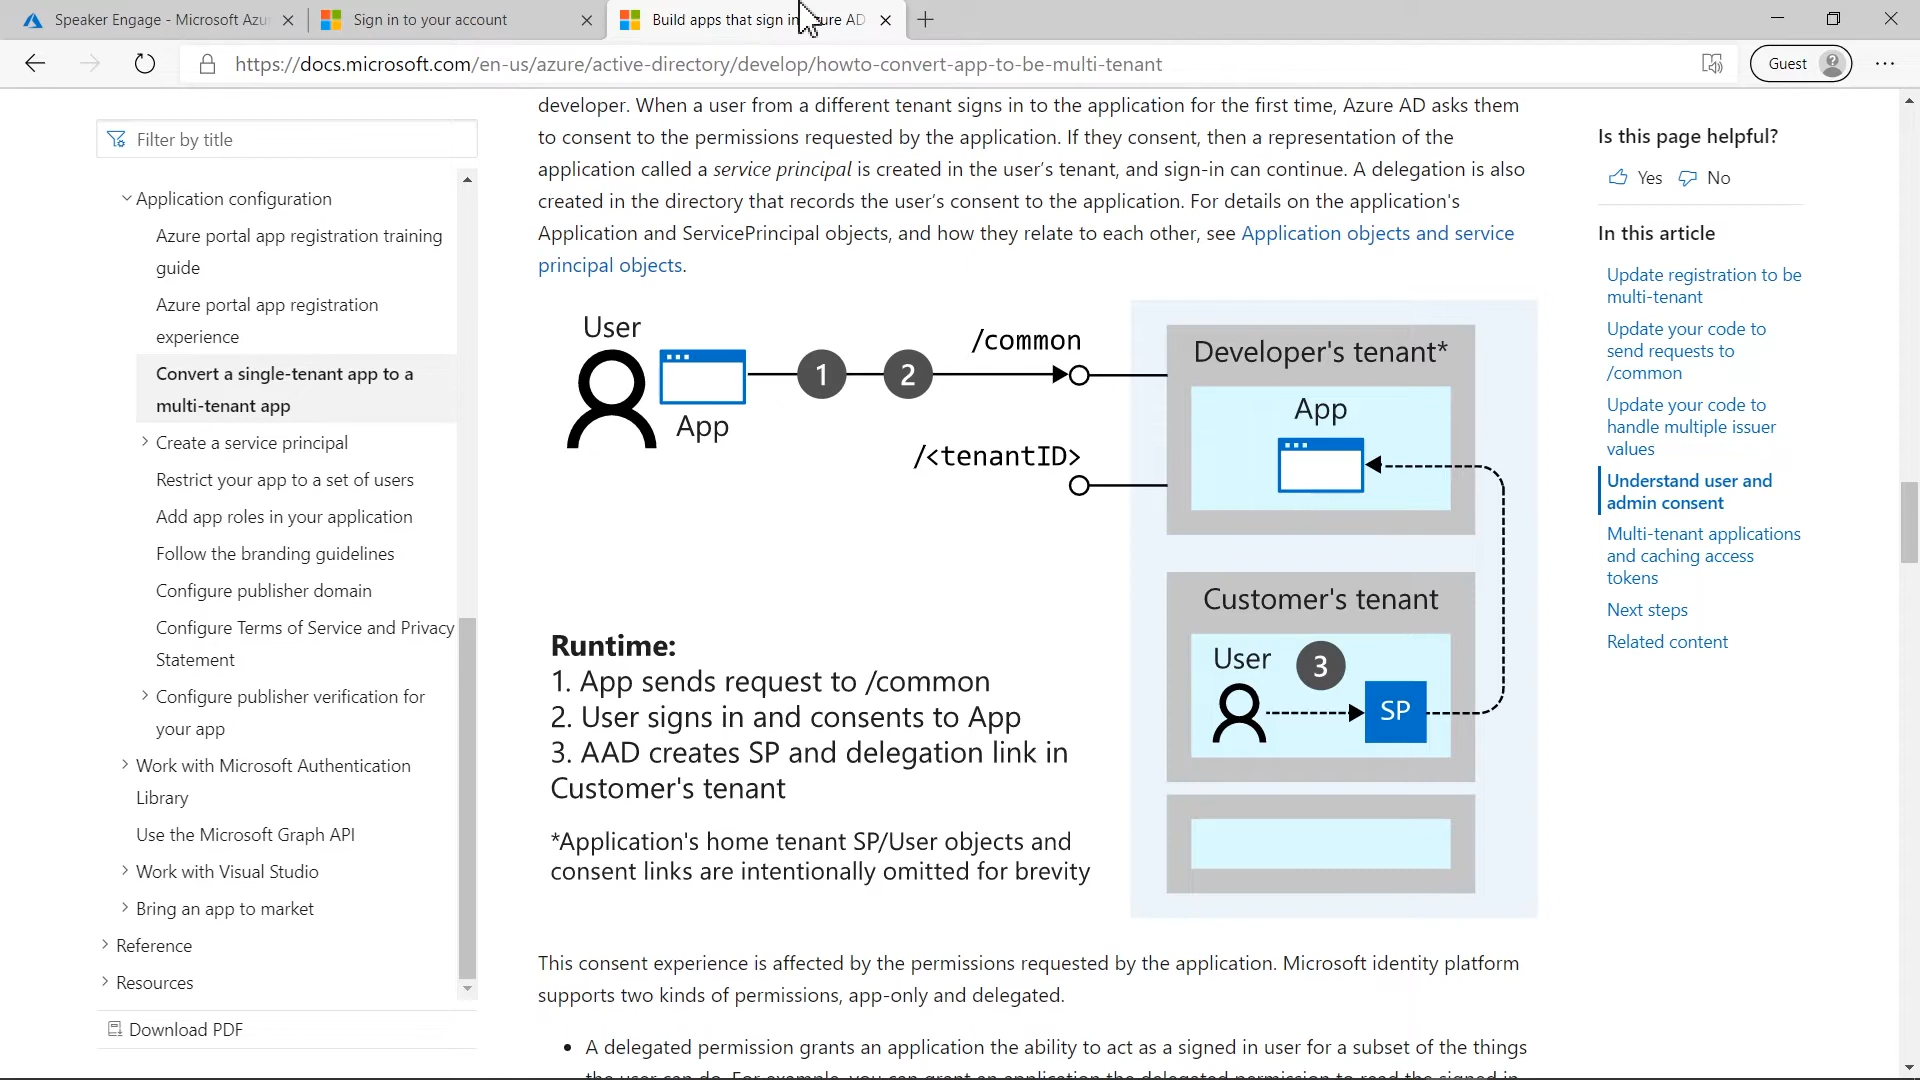 Speaker Engage - Microsoft Azu
Sign in to your account
Build apps that sign in
ure AD
https://docs.microsoft.com/en-us/azure/active-directory/develop/howto-convert-app-to-be-multi-tenant
Guest
Filter by title
Application configuration
Azure portal app registration training
guide
Azure portal app registration
experience
Convert a single-tenant app to a
multi-tenant app
Create a service principal
Restrict your app to a set of users
Add app roles in your application
Follow the branding guidelines
Configure publisher domain
Configure Terms of Service and Privacy
Statement
Configure publisher verification for
your app
Work with Microsoft Authentication
Library
Use the Microsoft Graph API
Work with Visual Studio
Bring an app to market
Reference
Resources
Download PDF
developer. When a user from a different tenant signs in to the application for the first time, Azure AD asks them
to consent to the permissions requested by the application. If they consent, then a representation of the
application called a service principal is created in the user's tenant, and sign-in can continue. A delegation is also
created in the directory that records the user's consent to the application. For details on the application's
Application and ServicePrincipal objects, and how they relate to each other, see Application objects and service
principal objects.
User
App
1
2
/common
/<tenantID>
Developer's tenant*
App
Customer's tenant
User
3
SP
Runtime:
1. App sends request to /common
2. User signs in and consents to App
3. AAD creates SP and delegation link in
Customer's tenant
*Application's home tenant SP/User objects and
consent links are intentionally omitted for brevity
This consent experience is affected by the permissions requested by the application. Microsoft identity platform
supports two kinds of permissions, app-only and delegated.
• A delegated permission grants an application the ability to act as a signed in user for a subset of the things
Is this page helpful?
Yes
No
In this article
Update registration to be
multi-tenant
Update your code to
send requests to
/common
Update your code to
handle multiple issuer
values
Understand user and
admin consent
Multi-tenant applications
and caching access
tokens
Next steps
Related content